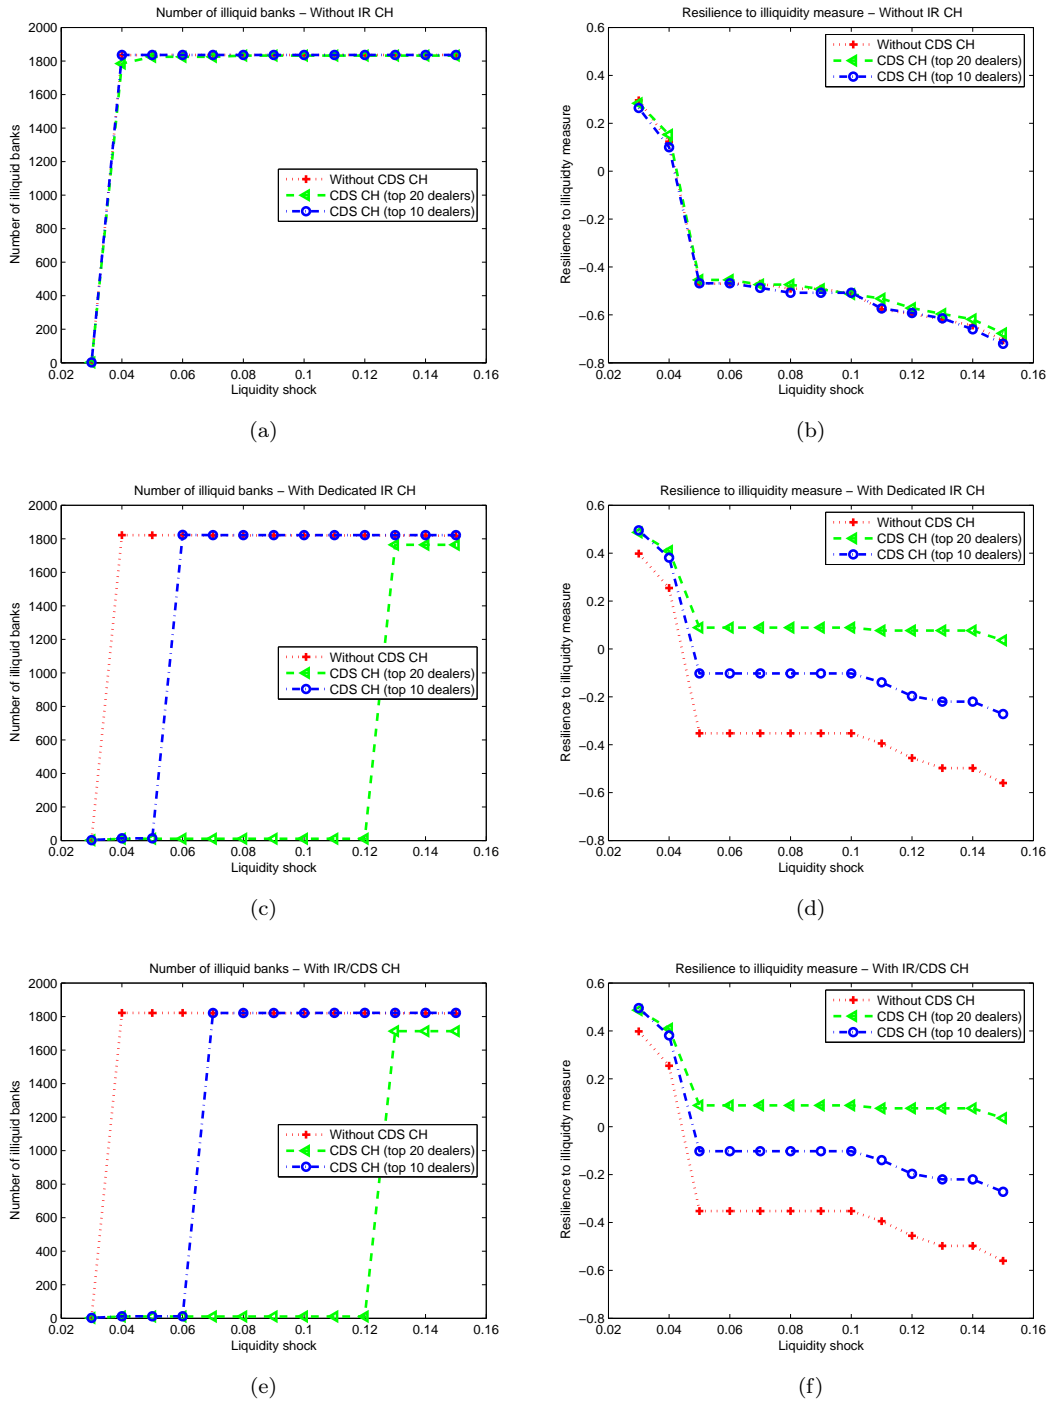 Number of illiquid banks – Without IR CH
2000
1800
1600
1400
1200
1000
800
600
400
200
0
Number of illiquid banks
Without CDS CH
CDS CH (top 20 dealers)
CDS CH (top 10 dealers)
0.02 0.04 0.06 0.08 0.1 0.12 0.14 0.16
Liquidity shock
(a)
Resilience to illiquidity measure – Without IR CH
0.6
0.4
0.2
0
−0.2
−0.4
−0.6
−0.8
Resilience to illiquidty measure
Without CDS CH
CDS CH (top 20 dealers)
CDS CH (top 10 dealers)
0.02 0.04 0.06 0.08 0.1 0.12 0.14 0.16
Liquidity shock
(b)
Number of illiquid banks – With Dedicated IR CH
2000
1800
1600
1400
1200
1000
800
600
400
200
0
Number of illiquid banks
Without CDS CH
CDS CH (top 20 dealers)
CDS CH (top 10 dealers)
0.02 0.04 0.06 0.08 0.1 0.12 0.14 0.16
Liquidity shock
(c)
Resilience to illiquidity measure – With Dedicated IR CH
0.6
0.4
0.2
0
−0.2
−0.4
−0.6
−0.8
Resilience to illiquidty measure
Without CDS CH
CDS CH (top 20 dealers)
CDS CH (top 10 dealers)
0.02 0.04 0.06 0.08 0.1 0.12 0.14 0.16
Liquidity shock
(d)
Number of illiquid banks – With IR/CDS CH
2000
1800
1600
1400
1200
1000
800
600
400
200
0
Number of illiquid banks
Without CDS CH
CDS CH (top 20 dealers)
CDS CH (top 10 dealers)
0.02 0.04 0.06 0.08 0.1 0.12 0.14 0.16
Liquidity shock
(e)
Resilience to illiquidity measure – With IR/CDS CH
0.6
0.4
0.2
0
−0.2
−0.4
−0.6
−0.8
Resilience to illiquidty measure
Without CDS CH
CDS CH (top 20 dealers)
CDS CH (top 10 dealers)
0.02 0.04 0.06 0.08 0.1 0.12 0.14 0.16
Liquidity shock
(f)